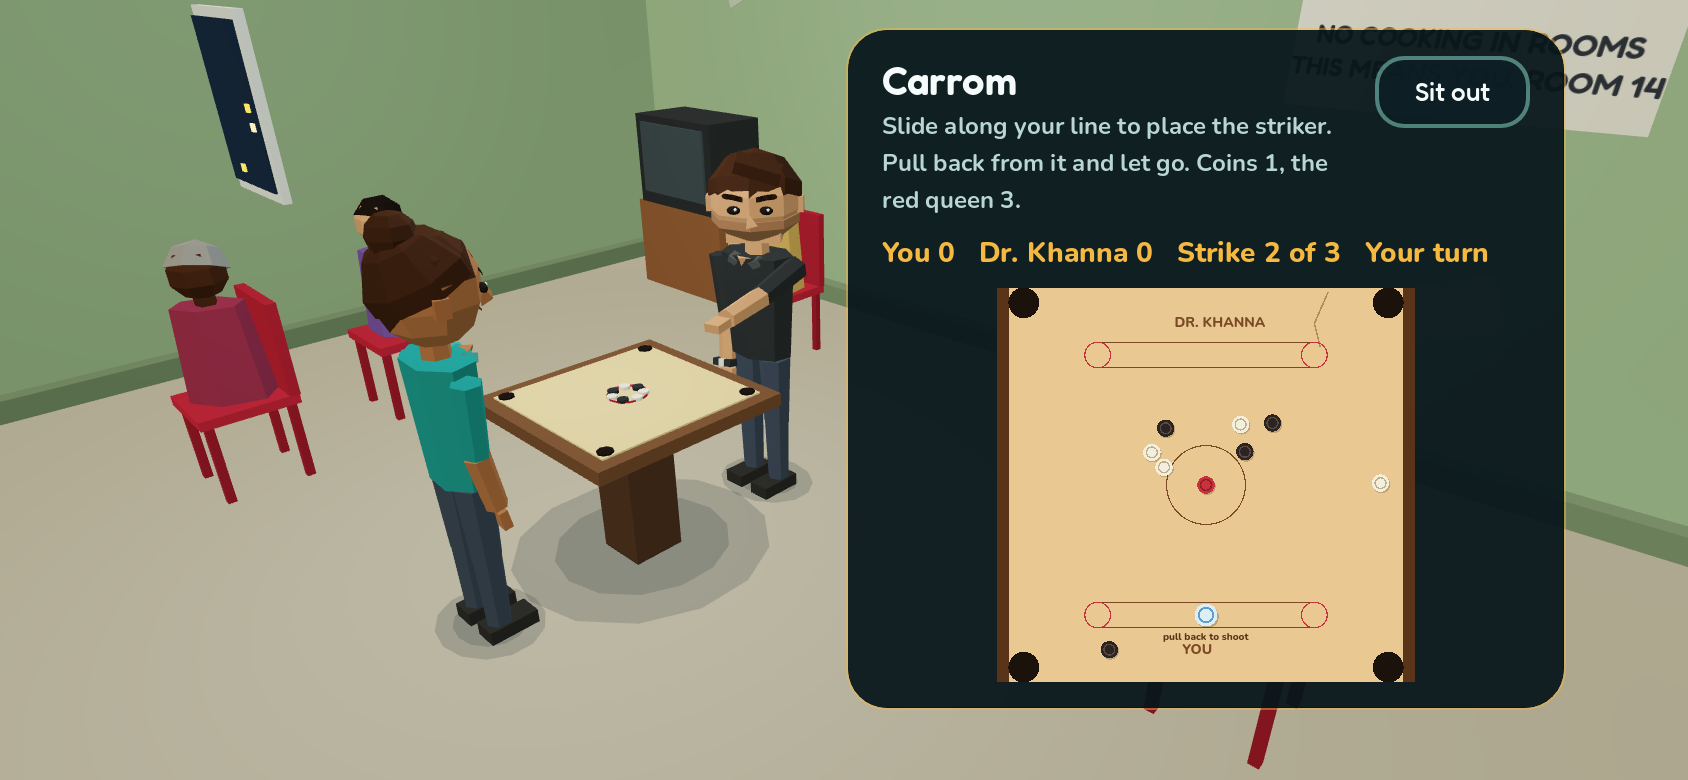 NO COOKING IN ROOMS
THIS ROOM 14
Carrom
Sit out
Slide along your line to place the striker.
Pull back from it and let go. Coins 1, the
red queen 3.
You 0 Dr. Khanna 0 Strike 2 of 3 Your turn
DR. KHANNA
pull back to shoot
YOU